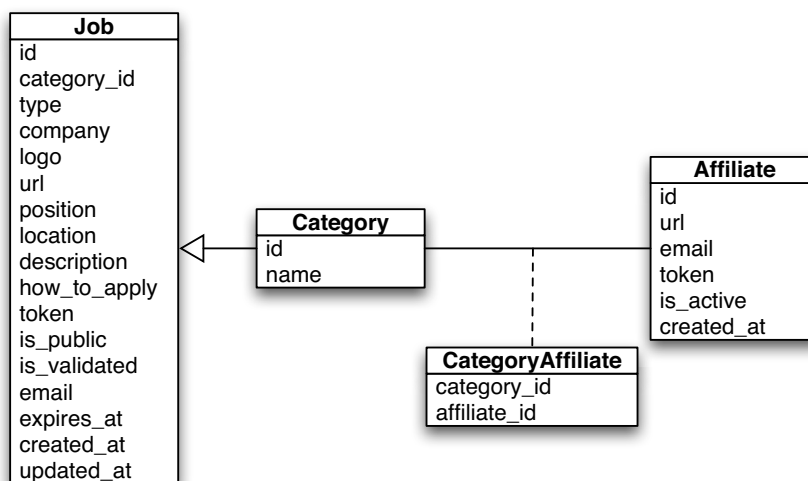 Job
id
category_id
type
company
logo
url
position
location
description
how_to_apply
token
is_public
is_validated
email
expires_at
created_at
updated_at
Category
id
name
CategoryAffiliate
category_id
affiliate_id
Affiliate
id
url
email
token
is_active
created_at